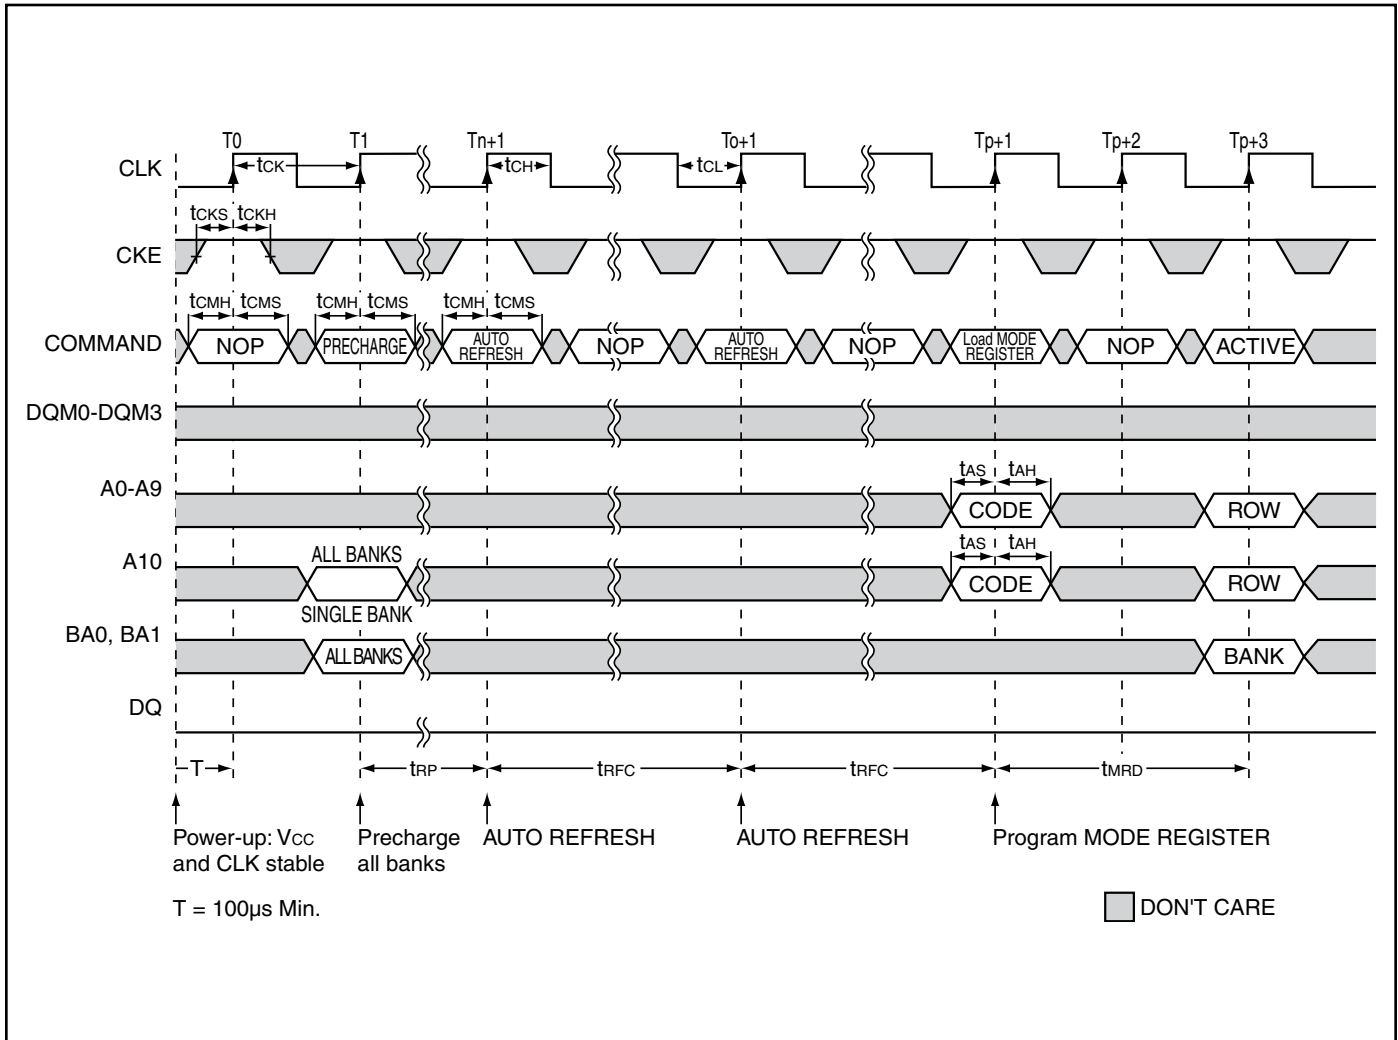 T0 T1 Tn+1 To+1 Tp+1 Tp+2 Tp+3
CLK tCK tCH tCL
tCKS tCKH
CKE
tCMH tCMS tCMH tCMS tCMH tCMS
COMMAND NOP PRECHARGE AUTO REFRESH NOP AUTO REFRESH NOP Load MODE REGISTER NOP ACTIVE
DQM0-DQM3
tAS tAH
A0-A9 CODE ROW
ALL BANKS tAS tAH
A10 CODE ROW
SINGLE BANK
BA0, BA1 ALL BANKS BANK
DQ
T tRP tRFC tRFC tMRD
Power-up: VCC
and CLK stable
Precharge
all banks
AUTO REFRESH
AUTO REFRESH
Program MODE REGISTER
T = 100µs Min.
DON'T CARE